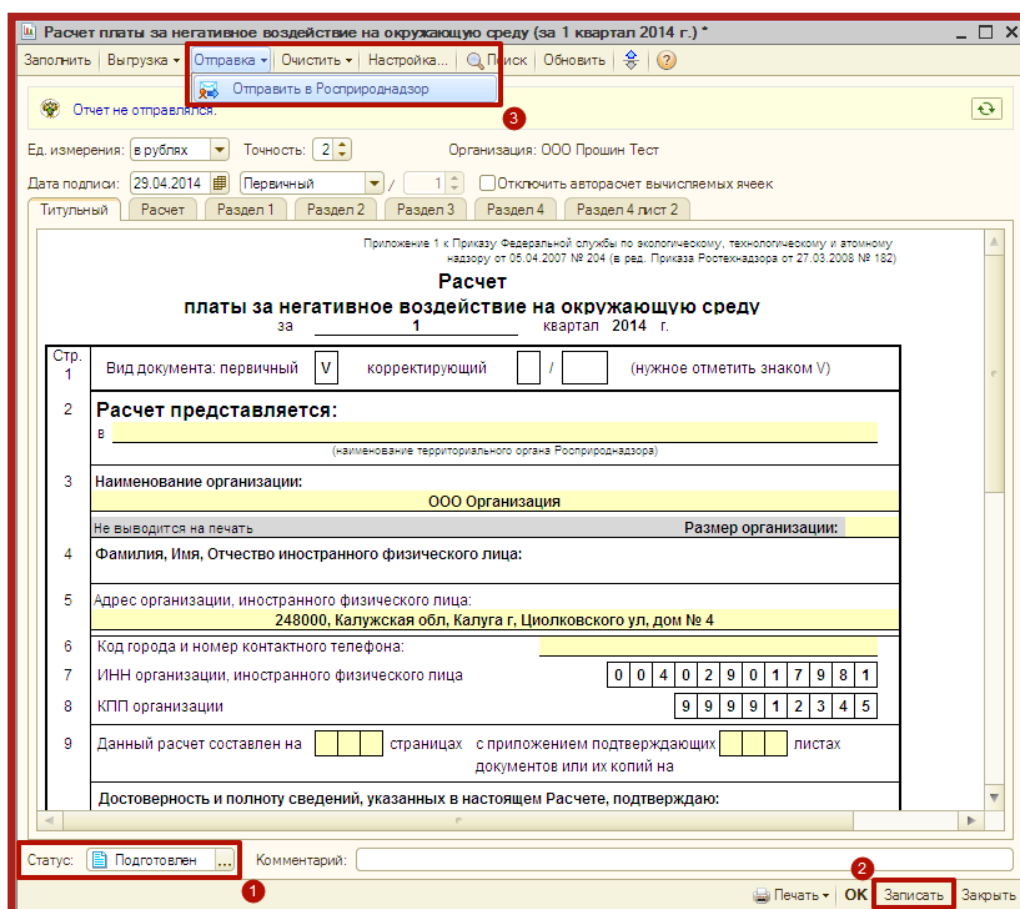 Расчет платы за негативное воздействие на окружающую среду (за 1 квартал 2014 г.) *
Заполнить Выгрузка Отправка Очистить Настройка... Поиск Обновить
Отправить в Росприроднадзор
3
Отчет не отправлялся.
Ед. измерения: в рублях Точность: 2 Организация: ООО Прошин Тест
Дата подписи: 29.04.2014 Первичный / 1 Отключить авторасчет вычисляемых ячеек
Титульный Расчет Раздел 1 Раздел 2 Раздел 3 Раздел 4 Раздел 4 лист 2
Приложение 1 к Приказу Федеральной службы по экологическому, технологическому и атомному
надзору от 05.04.2007 № 204 (в ред. Приказа Ростехнадзора от 27.03.2008 № 182)
Расчет
платы за негативное воздействие на окружающую среду
за 1 квартал 2014 г.
Стр.
1 Вид документа: первичный V корректирующий / (нужное отметить знаком V)
2 Расчет представляется:
в
(наименование территориального органа Росприроднадзора)
3 Наименование организации:
ООО Организация
Не выводится на печать Размер организации:
4 Фамилия, Имя, Отчество иностранного физического лица:
5 Адрес организации, иностранного физического лица:
248000, Калужская обл, Калуга г, Циолковского ул, дом № 4
6 Код города и номер контактного телефона:
7 ИНН организации, иностранного физического лица 0 0 4 0 2 9 0 1 7 9 8 1
8 КПП организации 9 9 9 9 1 2 3 4 5
9 Данный расчет составлен на страницах с приложением подтверждающих листах
документов или их копий на
Достоверность и полноту сведений, указанных в настоящем Расчете, подтверждаю:
Статус: Подготовлен ... Комментарий:
1
2
Печать OK Записать Закрыть